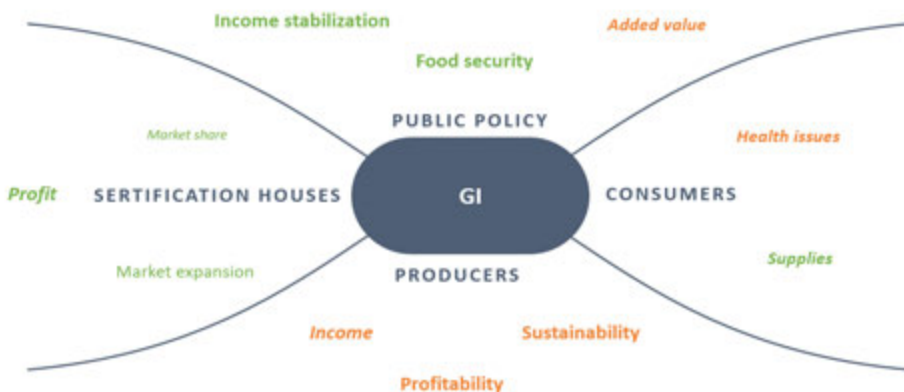 Income stabilization
Added value
Food security
PUBLIC POLICY
Market share
Health issues
Profit
SERTIFICATION HOUSES
GI
CONSUMERS
Market expansion
Supplies
PRODUCERS
Income
Sustainability
Profitability